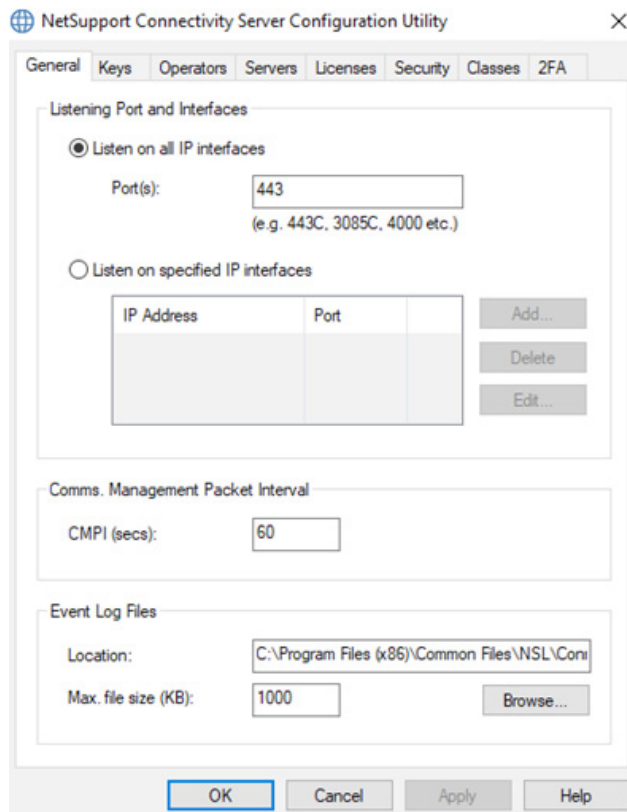 NetSupport Connectivity Server Configuration Utility
General Keys Operators Servers Licenses Security Classes 2FA
Listening Port and Interfaces
Listen on all IP interfaces
Port(s): 443
(e.g. 443C, 3085C, 4000 etc.)
Listen on specified IP interfaces
IP Address Port
Add...
Delete
Edit...
Comms. Management Packet Interval
CMPI (secs): 60
Event Log Files
Location: C:\Program Files (x86)\Common Files\NSL\Con
Max. file size (KB): 1000 Browse...
OK Cancel Apply Help